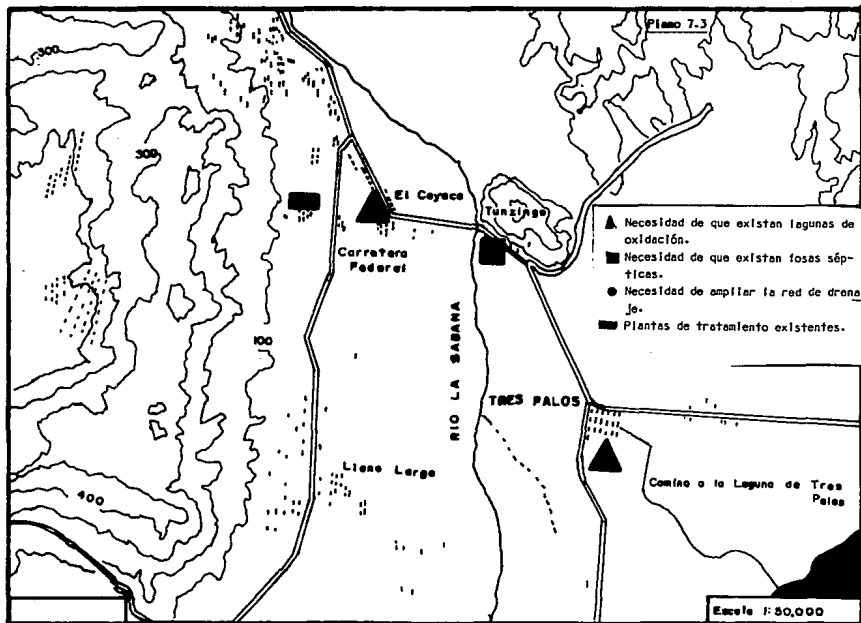 Plano 7.3
300
300
El Cayaco
Tunzingo
Carretera
Federal
Necesidad de que existan lagunas de
oxidación.
Necesidad de que existan fosas sép-
ticas.
Necesidad de ampliar la red de drena
je.
Plantas de tratamiento existentes.
100
RIO LA SABANA
TRES PALOS
Llano Largo
Camino a la Laguna de Tres
Palos
400
Escala 1:50,000